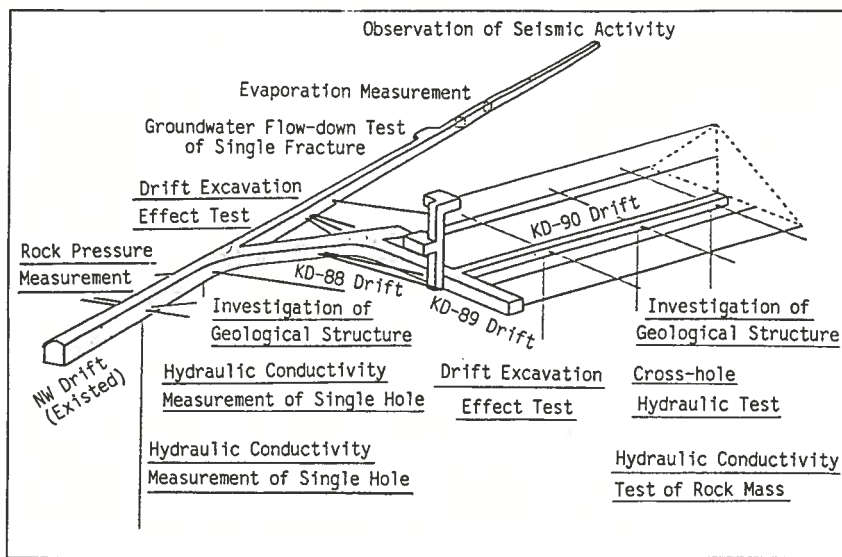 Observation of Seismic Activity
Evaporation Measurement
Groundwater Flow-down Test
of Single Fracture
Drift Excavation
Effect Test
Rock Pressure
Measurement
KD-90 Drift
KD-88 Drift
KD-89 Drift
NW Drift
(Existed)
Investigation of
Geological Structure
Hydraulic Conductivity
Measurement of Single Hole
Hydraulic Conductivity
Measurement of Single Hole
Drift Excavation
Effect Test
Investigation of
Geological Structure
Cross-hole
Hydraulic Test
Hydraulic Conductivity
Test of Rock Mass